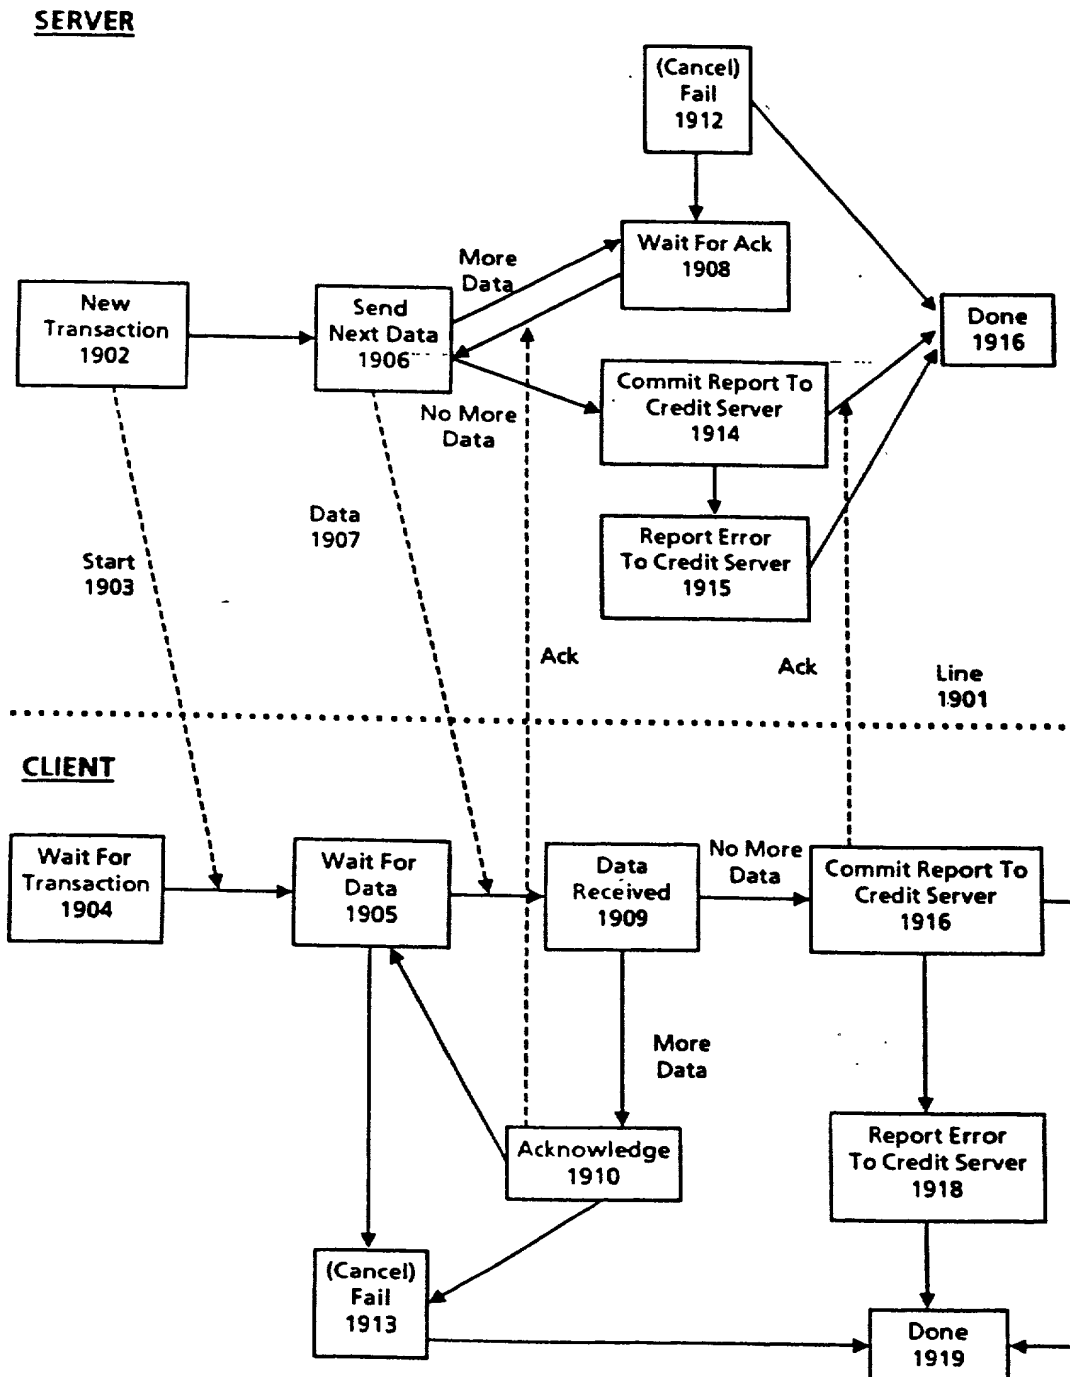 SERVER
(Cancel)
Fail
1912
Wait For Ack
1908
More
Data
New
Transaction
1902
Send
Next Data
1906
Done
1916
Commit Report To
Credit Server
1914
No More
Data
Report Error
To Credit Server
1915
Data
1907
Start
1903
Ack
Ack
Line
1901
CLIENT
Wait For
Transaction
1904
Wait For
Data
1905
Data
Received
1909
No More
Data
Commit Report To
Credit Server
1916
More
Data
Acknowledge
1910
Report Error
To Credit Server
1918
(Cancel)
Fail
1913
Done
1919